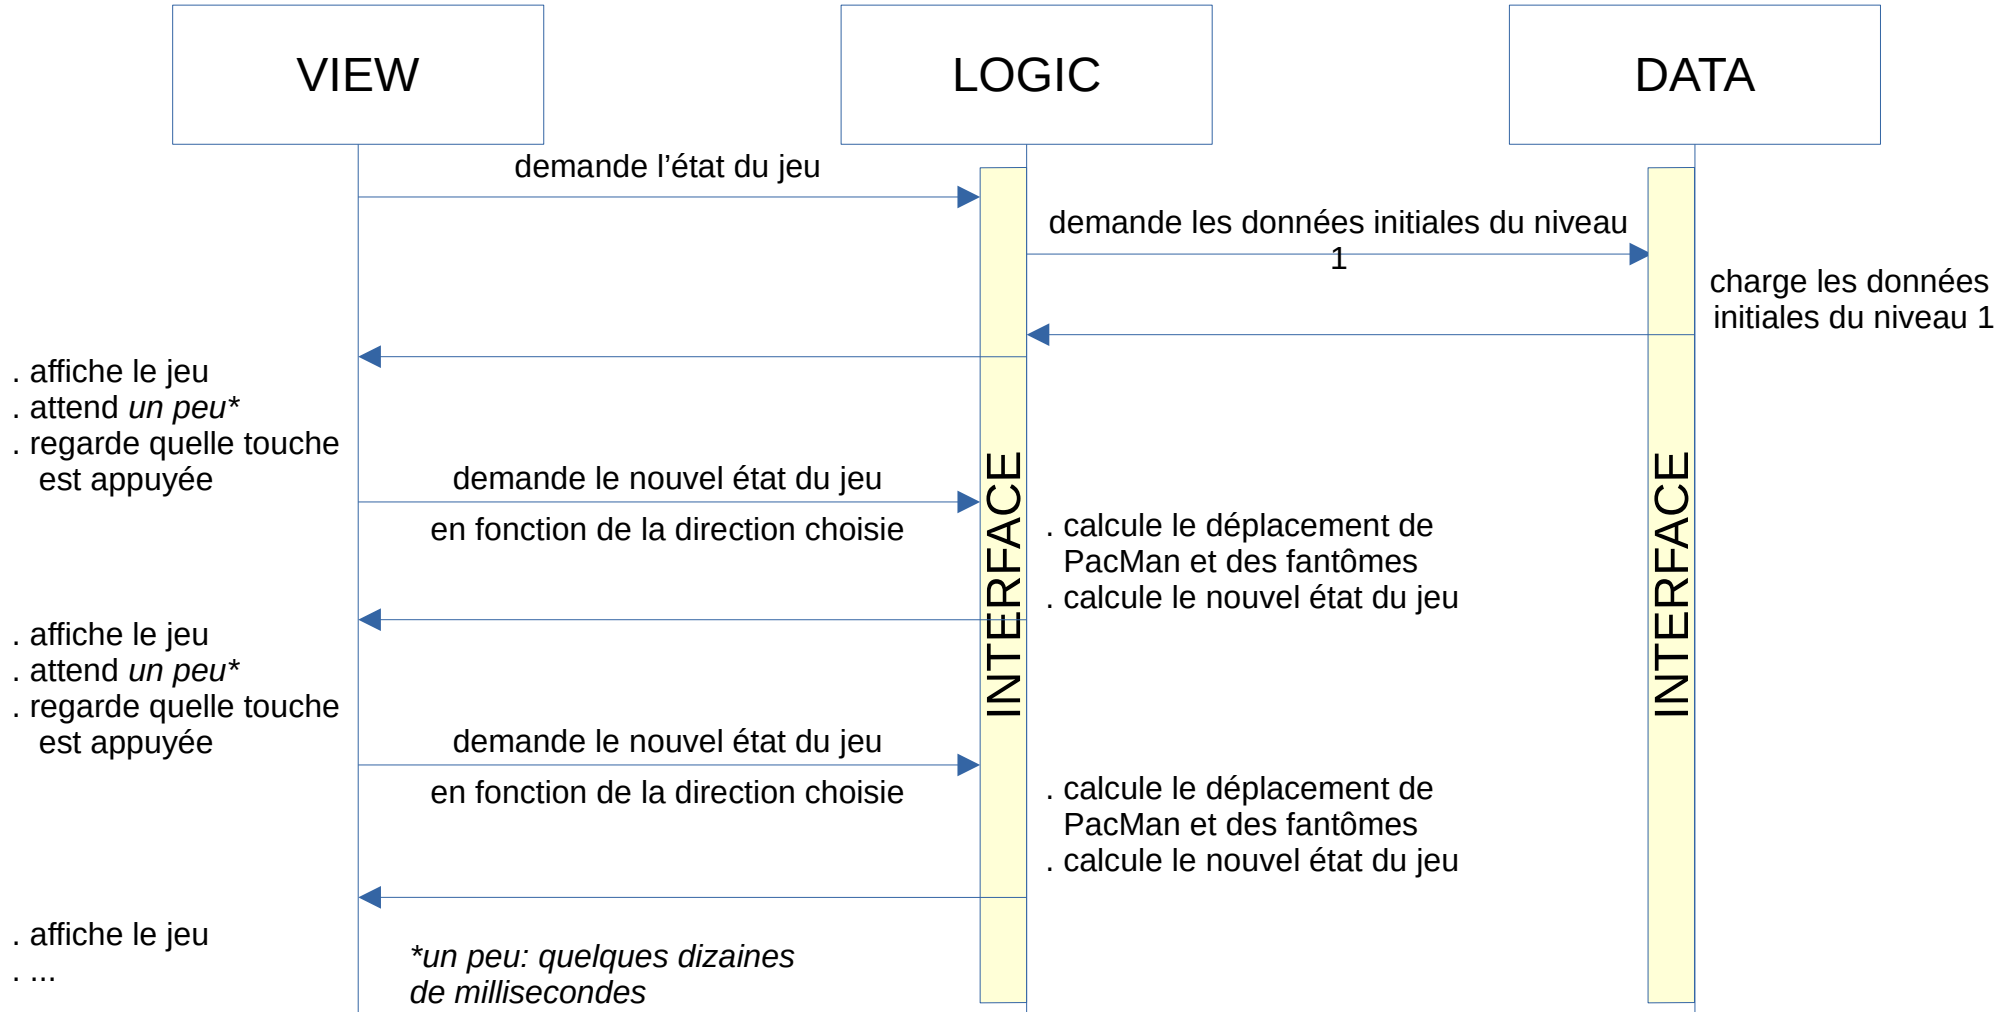 VIEW
LOGIC
DATA
demande l’état du jeu
demande les données initiales du niveau
1
charge les données
initiales du niveau 1
. affiche le jeu
. attend un peu*
. regarde quelle touche
est appuyée
demande le nouvel état du jeu
en fonction de la direction choisie
INTERFACE
. calcule le déplacement de
PacMan et des fantômes
. calcule le nouvel état du jeu
INTERFACE
. affiche le jeu
. attend un peu*
. regarde quelle touche
est appuyée
demande le nouvel état du jeu
en fonction de la direction choisie
. calcule le déplacement de
PacMan et des fantômes
. calcule le nouvel état du jeu
. affiche le jeu
. ...
*un peu: quelques dizaines
de millisecondes